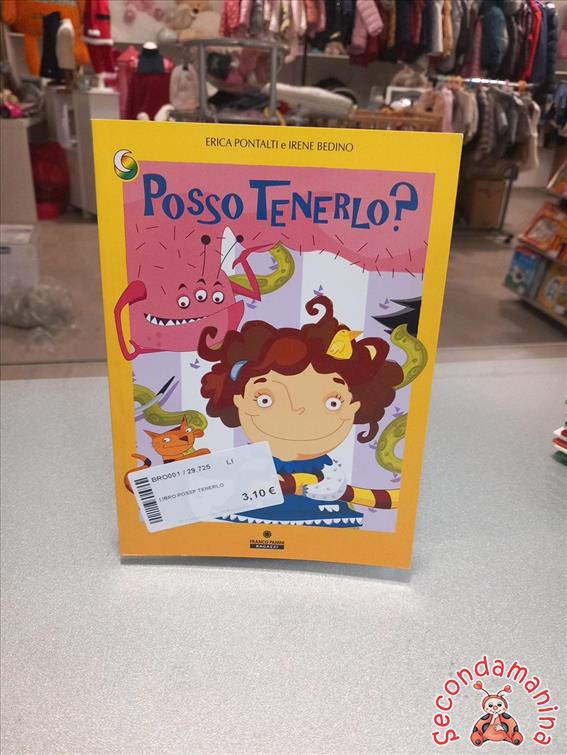 ERICA PONTALTI e IRENE BEDINO
POSSO TENERLO?
BRO001 / 29.725 LI
LIBRO POSSP TENERLO
3,10 €
FRANCO PANINI
RAGAZZI
Secondamanina